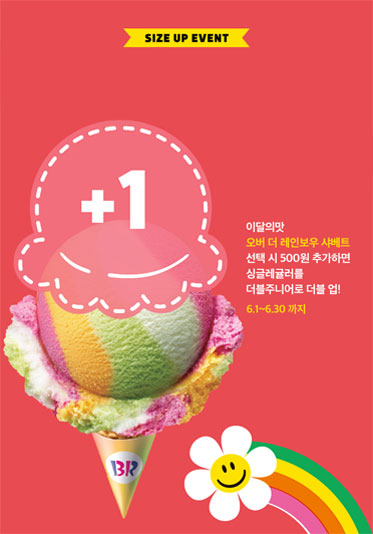 SIZE UP EVENT
+1
이달의맛
오버 더 레인보우 샤베트
선택 시 500원 추가하면
싱글레귤러를
더블주니어로 더블 업!
6.1~6.30 까지
BR